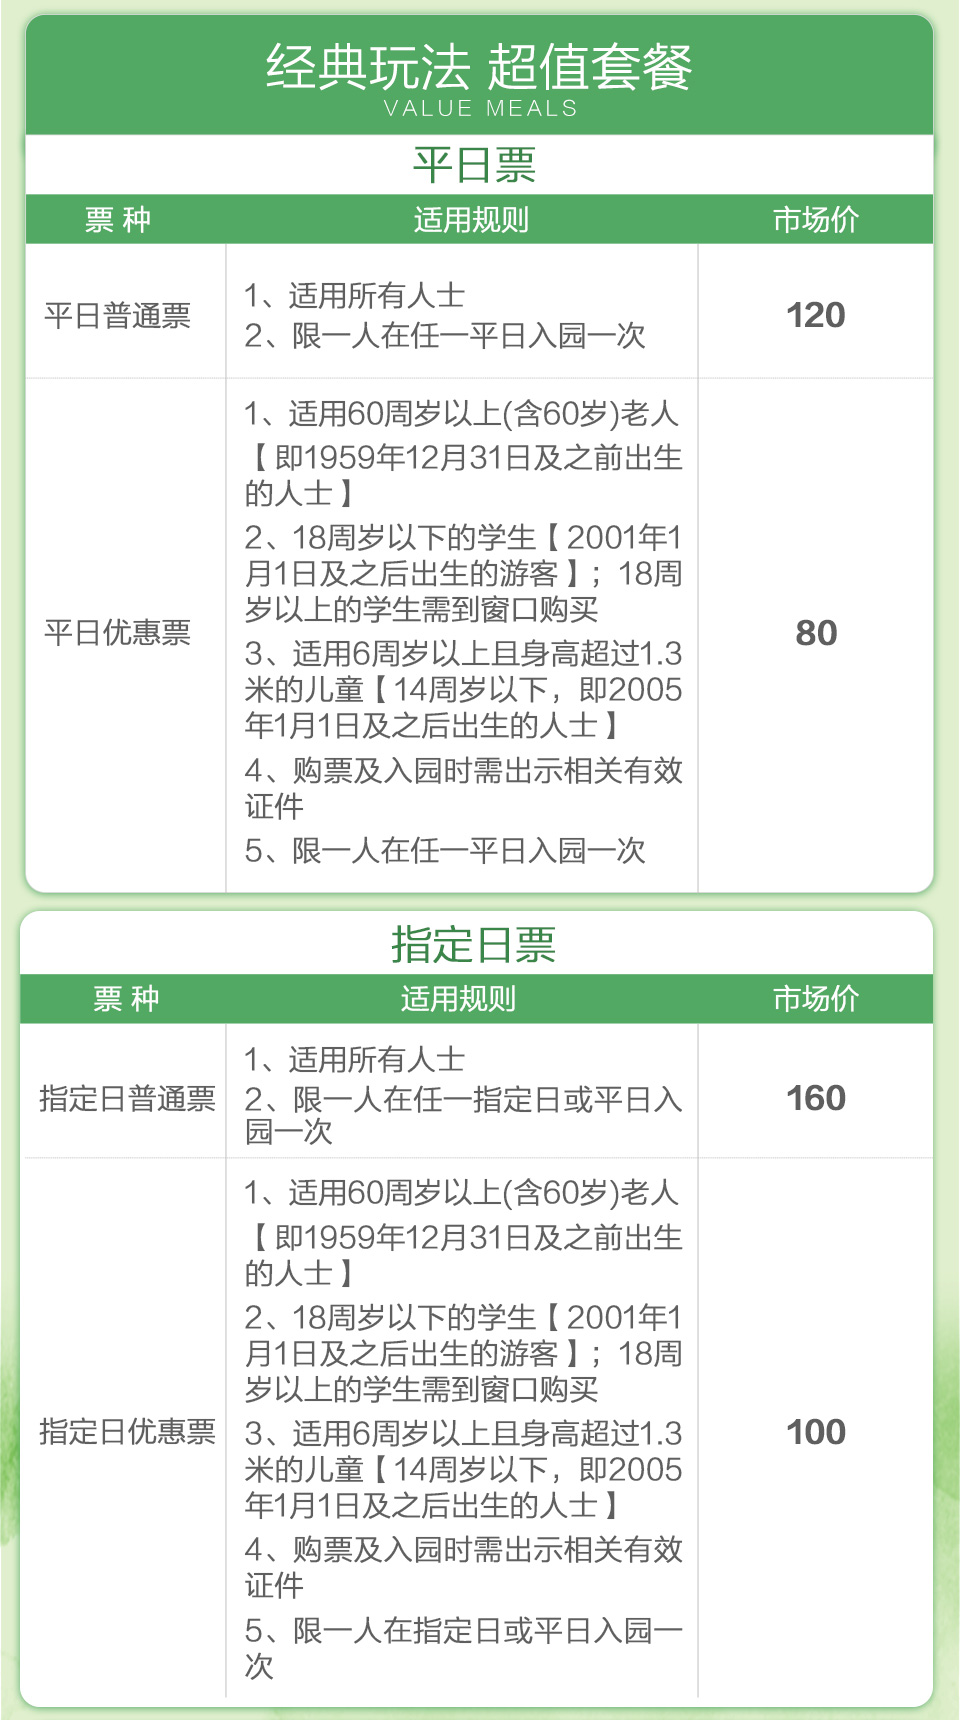 经典玩法 超值套餐
VALUE MEALS
平日票
票 种 适用规则 市场价
平日普通票
1、适用所有人士
2、限一人在任一平日入园一次
120
平日优惠票
1、适用60周岁以上(含60岁)老人
【即1959年12月31日及之前出生
的人士】
2、18周岁以下的学生【2001年1
月1日及之后出生的游客】；18周
岁以上的学生需到窗口购买
3、适用6周岁以上且身高超过1.3
米的儿童【14周岁以下，即2005
年1月1日及之后出生的人士】
4、购票及入园时需出示相关有效
证件
5、限一人在任一平日入园一次
80
指定日票
票 种 适用规则 市场价
指定日普通票
1、适用所有人士
2、限一人在任一指定日或平日入
园一次
160
指定日优惠票
1、适用60周岁以上(含60岁)老人
【即1959年12月31日及之前出生
的人士】
2、18周岁以下的学生【2001年1
月1日及之后出生的游客】；18周
岁以上的学生需到窗口购买
3、适用6周岁以上且身高超过1.3
米的儿童【14周岁以下，即2005
年1月1日及之后出生的人士】
4、购票及入园时需出示相关有效
证件
5、限一人在指定日或平日入园一
次
100